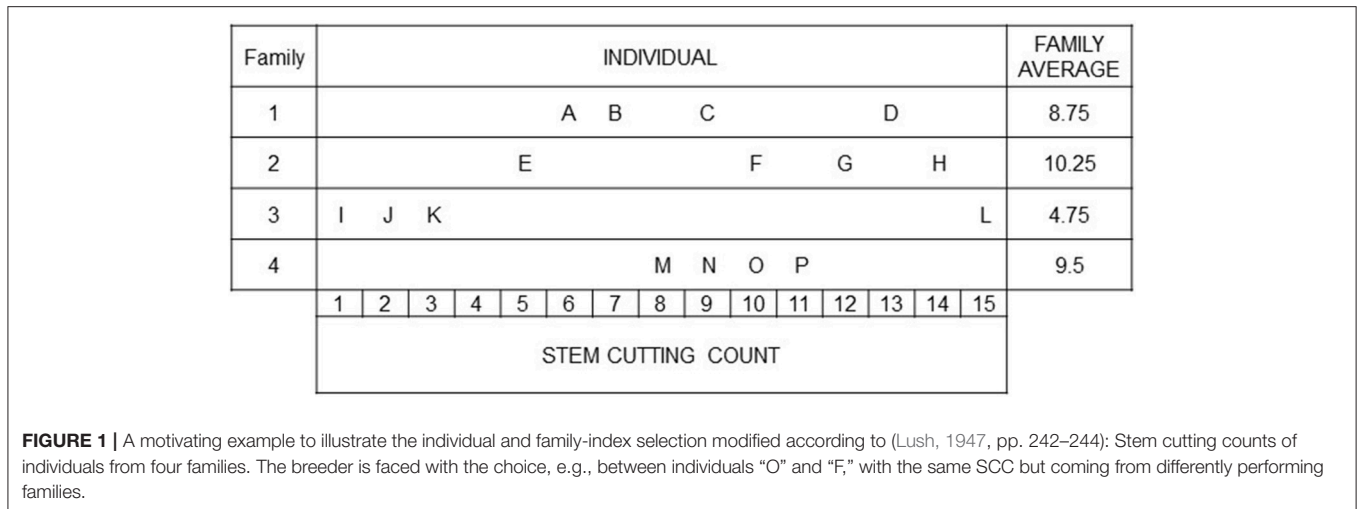 Family INDIVIDUAL FAMILY AVERAGE
1 A B C D 8.75
2 E F G H 10.25
3 I J K L 4.75
4 M N O P 9.5
1 2 3 4 5 6 7 8 9 10 11 12 13 14 15
STEM CUTTING COUNT
FIGURE 1 | A motivating example to illustrate the individual and family-index selection modified according to (Lush, 1947, pp. 242–244): Stem cutting counts of
individuals from four families. The breeder is faced with the choice, e.g., between individuals “O” and “F,” with the same SCC but coming from differently performing
families.